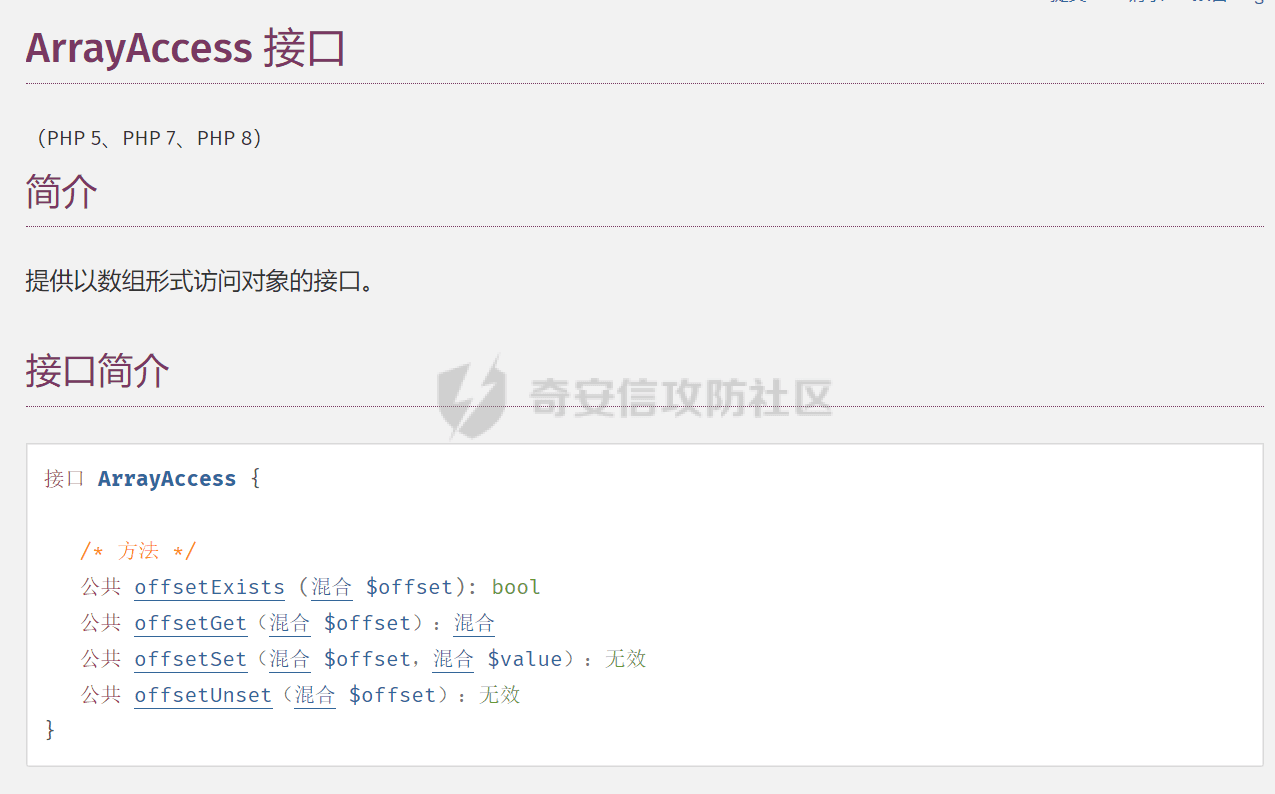 ArrayAccess 接口
（PHP 5、PHP 7、PHP 8）
简介
提供以数组形式访问对象的接口。
接口简介
奇安信攻防社区
接口 ArrayAccess {
/* 方法 */
公共 offsetExists (混合 $offset): bool
公共 offsetGet（混合 $offset）：混合
公共 offsetSet（混合 $offset，混合 $value）：无效
公共 offsetUnset（混合 $offset）：无效
}